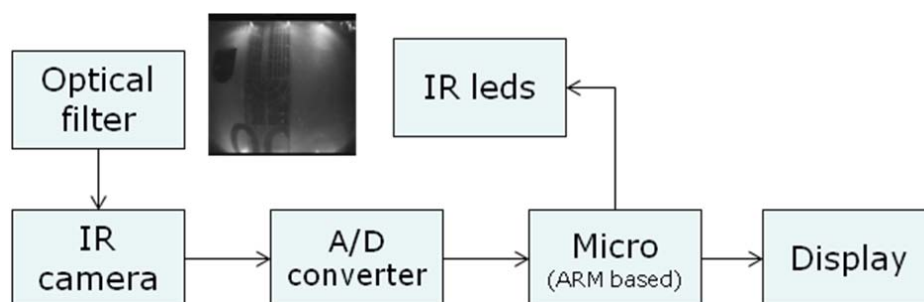 Optical
filter
IR leds
IR
camera
A/D
converter
Micro
(ARM based)
Display